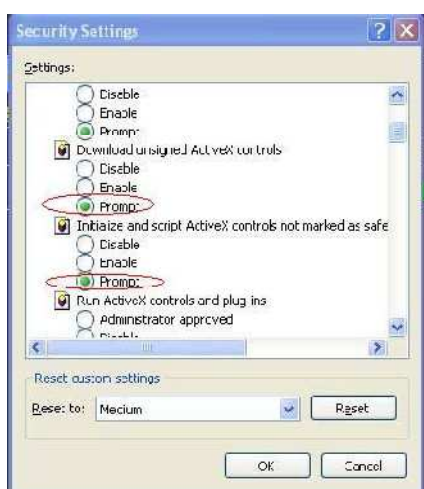 Security Settings
Settings:
Disable
Enable
Prompt
Download unsigned ActiveX controls
Disable
Enable
Prompt
Initialize and script ActiveX controls not marked as safe
Disable
Enable
Prompt
Run ActiveX controls and plug-ins
Administrator approved
Disable
Reset custom settings
Reset to: Medium Reset
OK Cancel